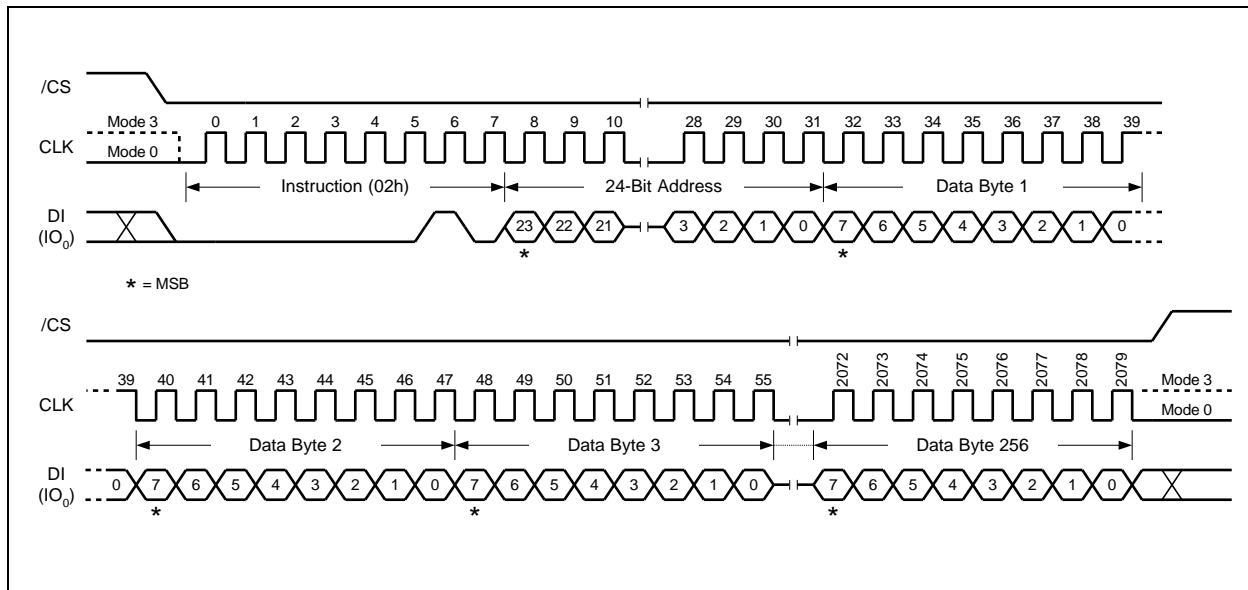 /CS
Mode 3
0 1 2 3 4 5 6 7 8 9 10 28 29 30 31 32 33 34 35 36 37 38 39
CLK
Mode 0
Instruction (02h) 24-Bit Address Data Byte 1
DI
(IO0)
23 22 21 3 2 1 0 7 6 5 4 3 2 1 0
* *
* = MSB
/CS
39 40 41 42 43 44 45 46 47 48 49 50 51 52 53 54 55 2072 2073 2074 2075 2076 2077 2078 2079
Mode 3
CLK
Mode 0
Data Byte 2 Data Byte 3 Data Byte 256
DI
(IO0)
0 7 6 5 4 3 2 1 0 7 6 5 4 3 2 1 0 7 6 5 4 3 2 1 0
* * *